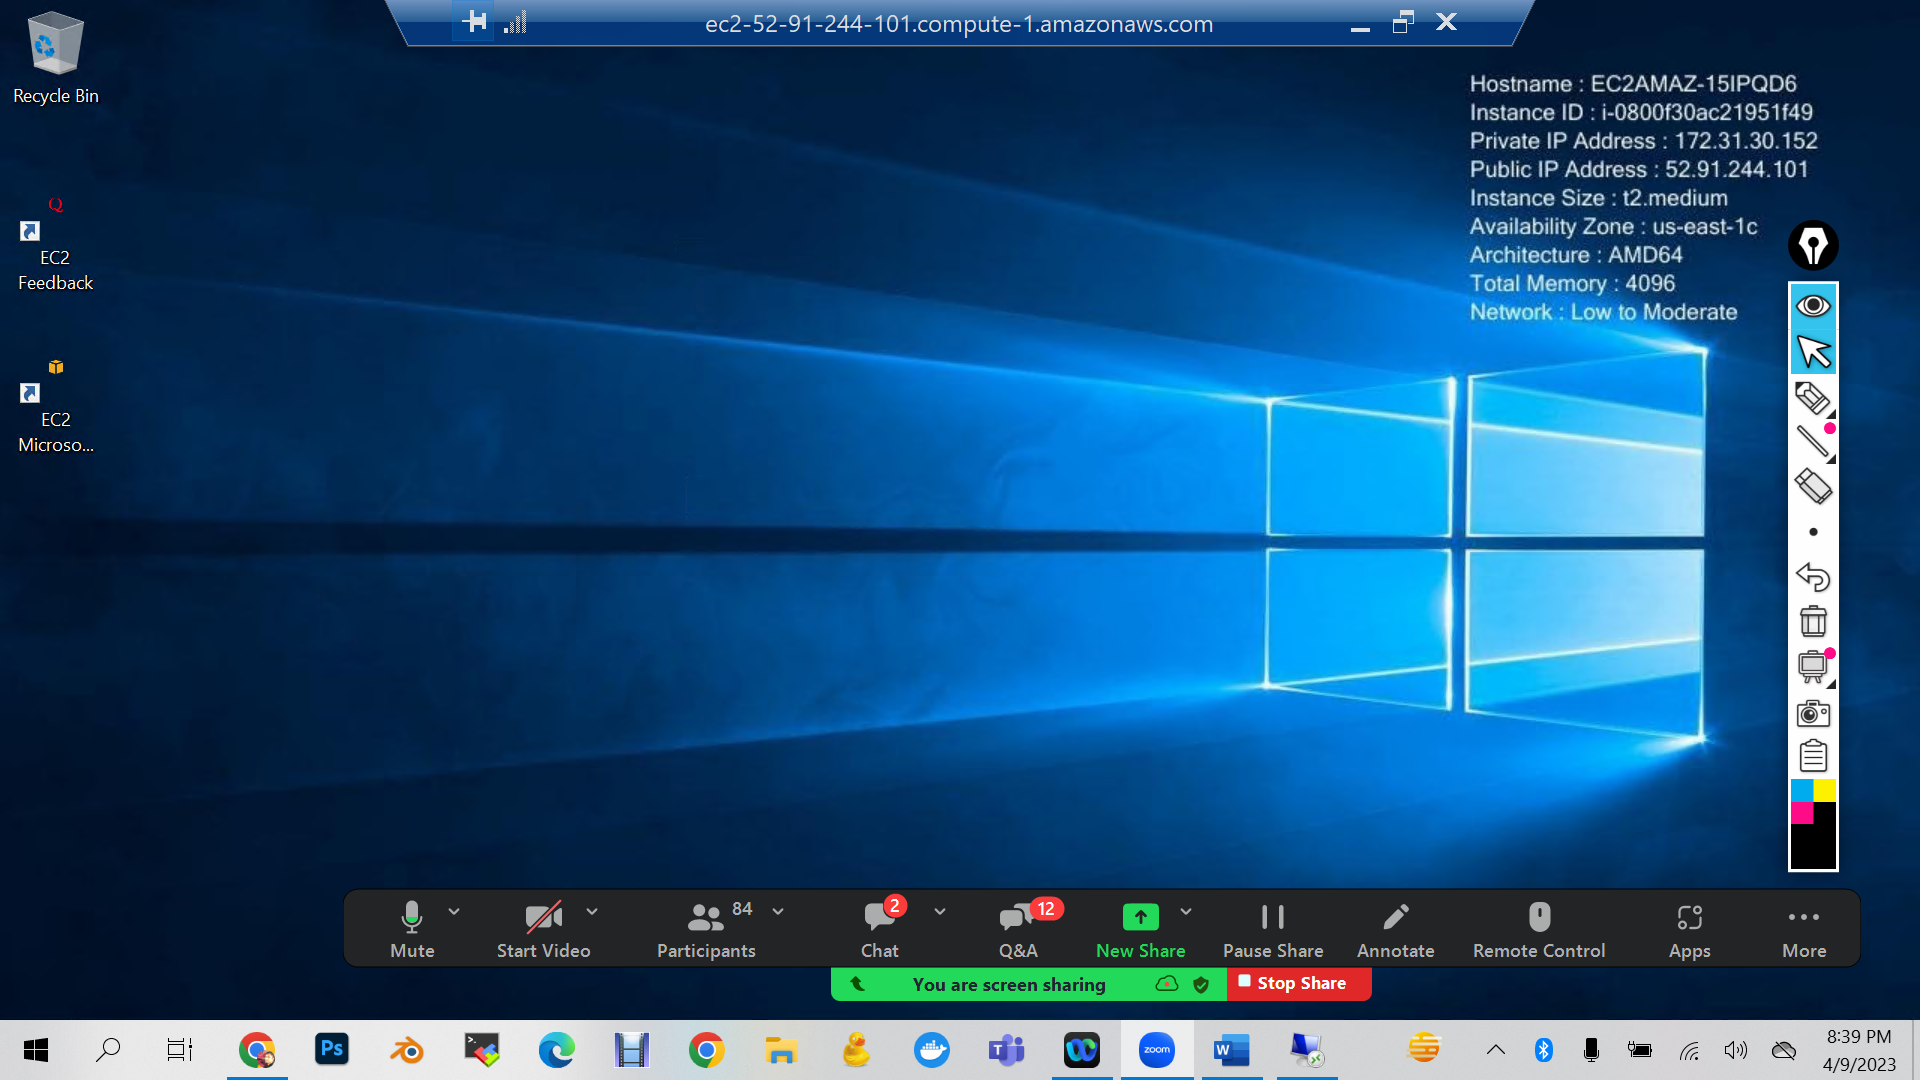 ec2-52-91-244-101.compute-1.amazonaws.com
Recycle Bin
Hostname : EC2AMAZ-15IPQD6
Instance ID : i-0800f30ac21951f49
Private IP Address : 172.31.30.152
Public IP Address : 52.91.244.101
Instance Size : t2.medium
Availability Zone : us-east-1c
Architecture : AMD64
Total Memory : 4096
Network : Low to Moderate
Q
EC2
Feedback
EC2
Microso...
84
2
12
Mute
Start Video
Participants
Chat
Q&A
New Share
Pause Share
Annotate
Remote Control
Apps
More
You are screen sharing
Stop Share
Ps
T
zoom
W
8:39 PM
4/9/2023